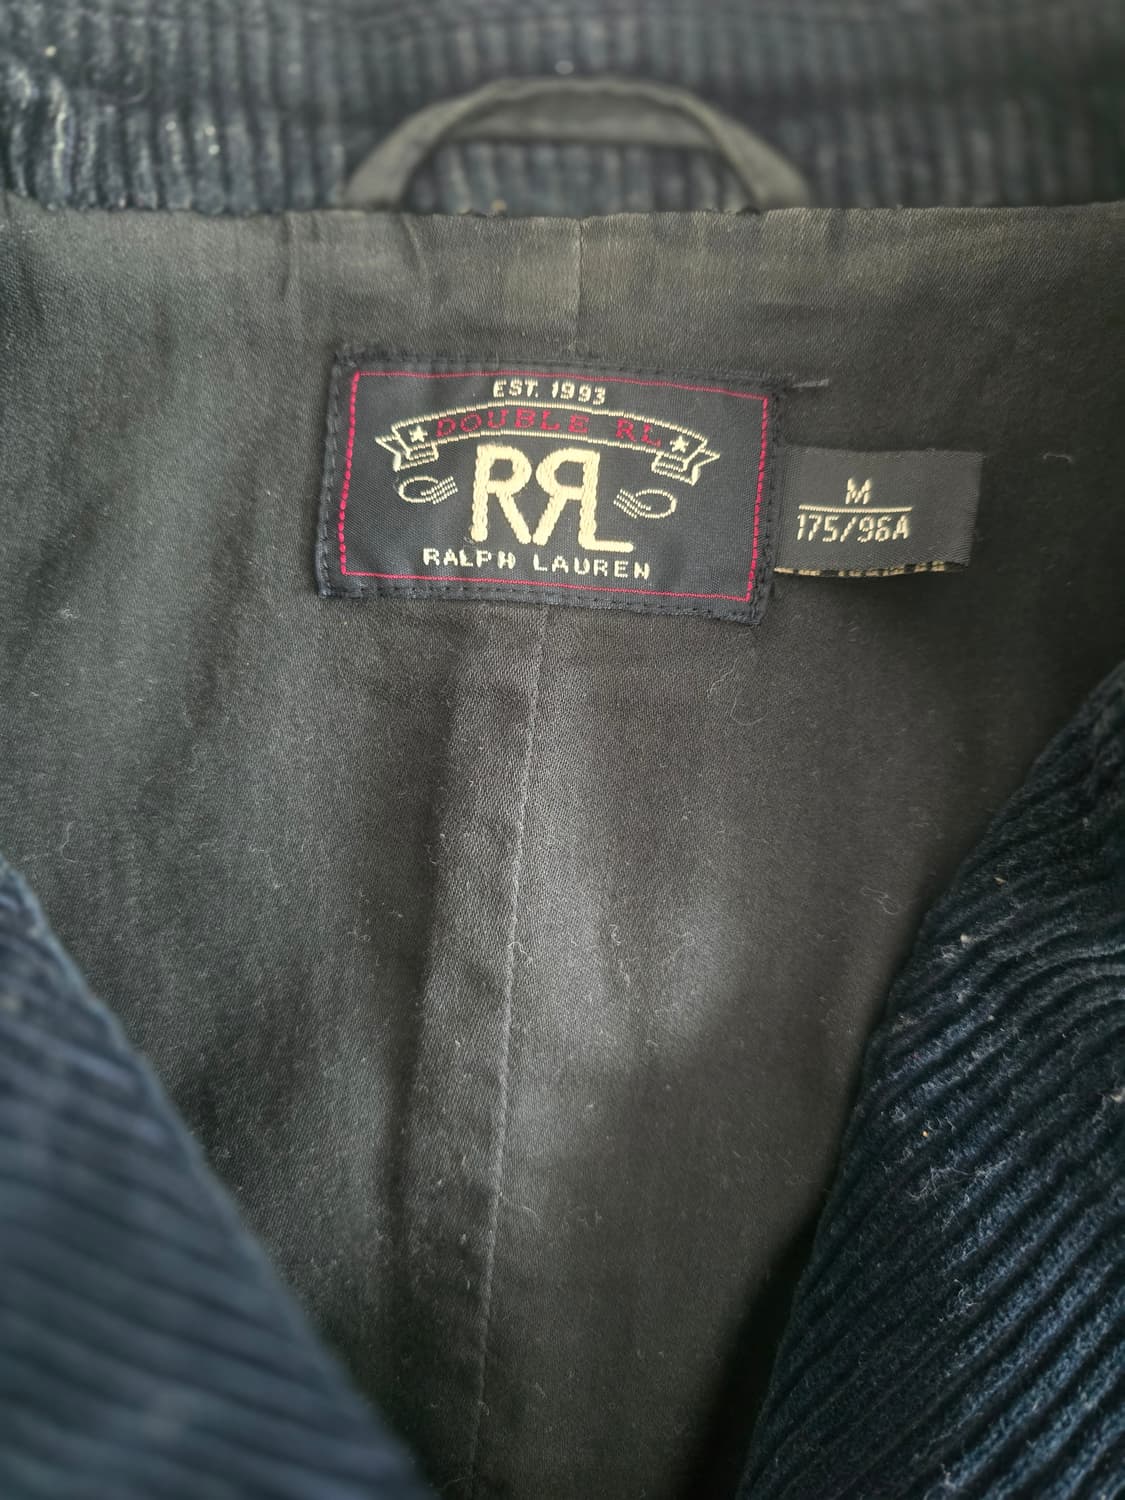 EST. 1993
DOUBLE RL
RRL
RALPH LAUREN
M
175/96A